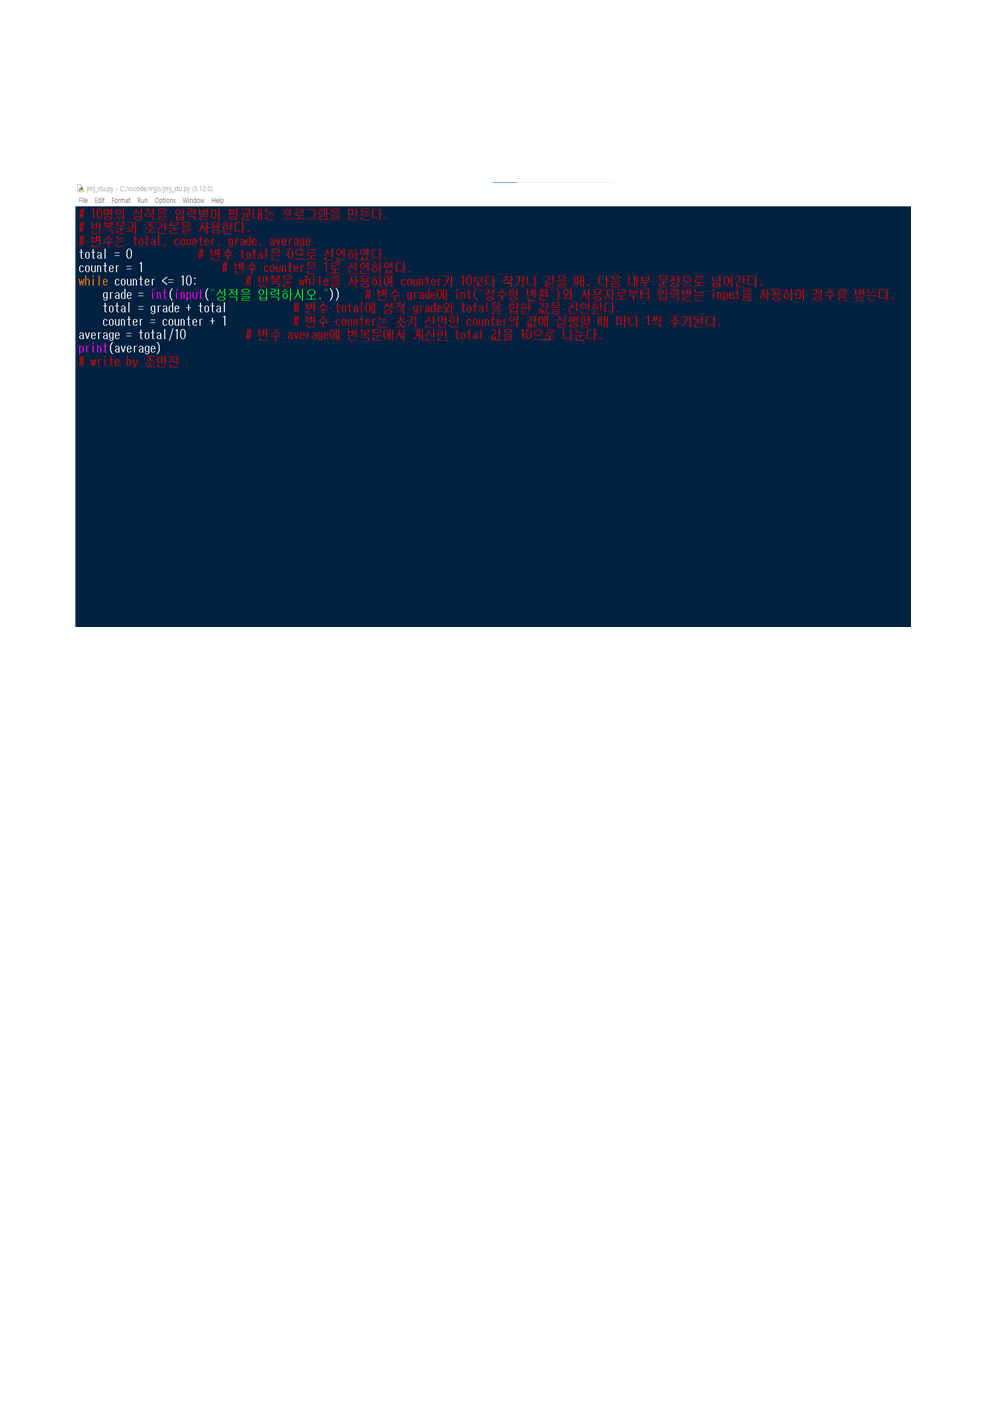 jmj_stu.py - C:/vscode/mjjo/jmj_stu.py (3.12.0)
File Edit Format Run Options Window Help
# 10명의 성적을 입력받아 평균내는 프로그램을 만든다.
# 반복문과 조건문을 사용한다.
# 변수는 total, counter, grade, average
total = 0 # 변수 total은 0으로 선언하였다.
counter = 1 # 변수 counter은 1로 선언하였다.
while counter <= 10: # 반복문 while를 사용하여 counter가 10보다 작거나 같을 때, 다음 내부 문장으로 넘어간다.
grade = int(input("성적을 입력하시오.")) # 변수 grade에 int("정수형 변환")와 사용자로부터 입력받는 input를 사용하여 정수를 받는다.
total = grade + total # 변수 total에 성적 grade와 total을 합한 값을 선언한다.
counter = counter + 1 # 변수 counter는 초기 선언한 counter의 값에 실행할 때 마다 1씩 추가된다.
average = total/10 # 변수 average에 반복문에서 계산한 total 값을 10으로 나눈다.
print(average)
# write by 조민진